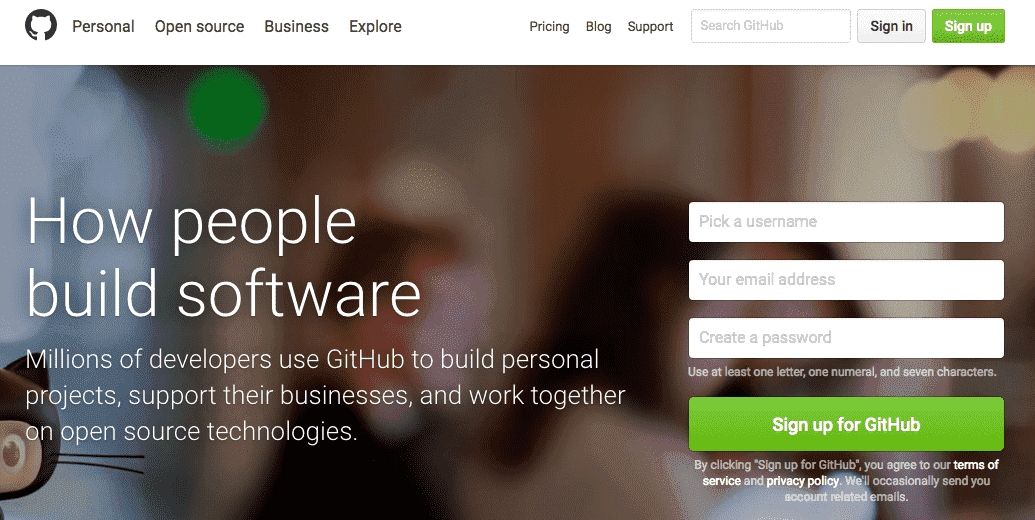 Personal Open source Business Explore Pricing Blog Support Search GitHub Sign in Sign up
How people
build software
Millions of developers use GitHub to build personal
projects, support their businesses, and work together
on open source technologies.
Pick a username
Your email address
Create a password
Use at least one letter, one numeral, and seven characters.
Sign up for GitHub
By clicking "Sign up for GitHub", you agree to our terms of
service and privacy policy. We'll occasionally send you
account related emails.